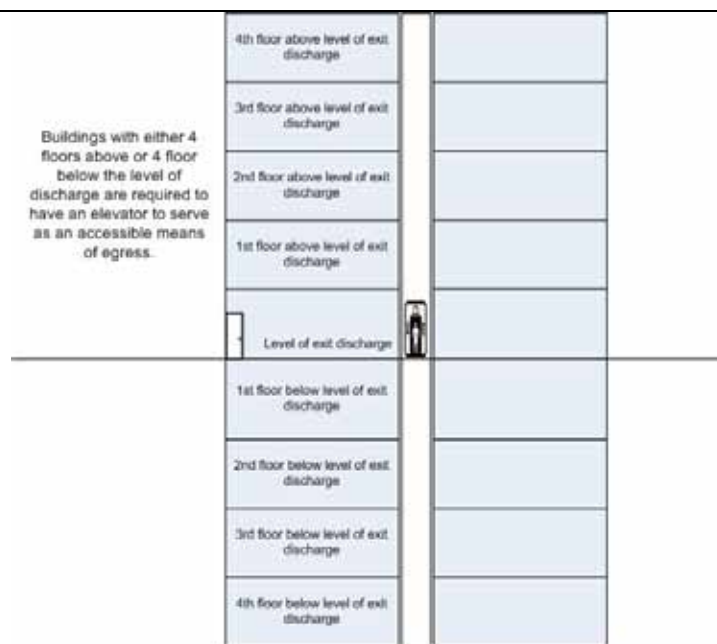 4th floor above level of exit
discharge
3rd floor above level of exit
discharge
Buildings with either 4
floors above or 4 floor
below the level of
discharge are required to
have an elevator to serve
as an accessible means
of egress.
2nd floor above level of exit
discharge
1st floor above level of exit
discharge
Level of exit discharge
1st floor below level of exit
discharge
2nd floor below level of exit
discharge
3rd floor below level of exit
discharge
4th floor below level of exit
discharge